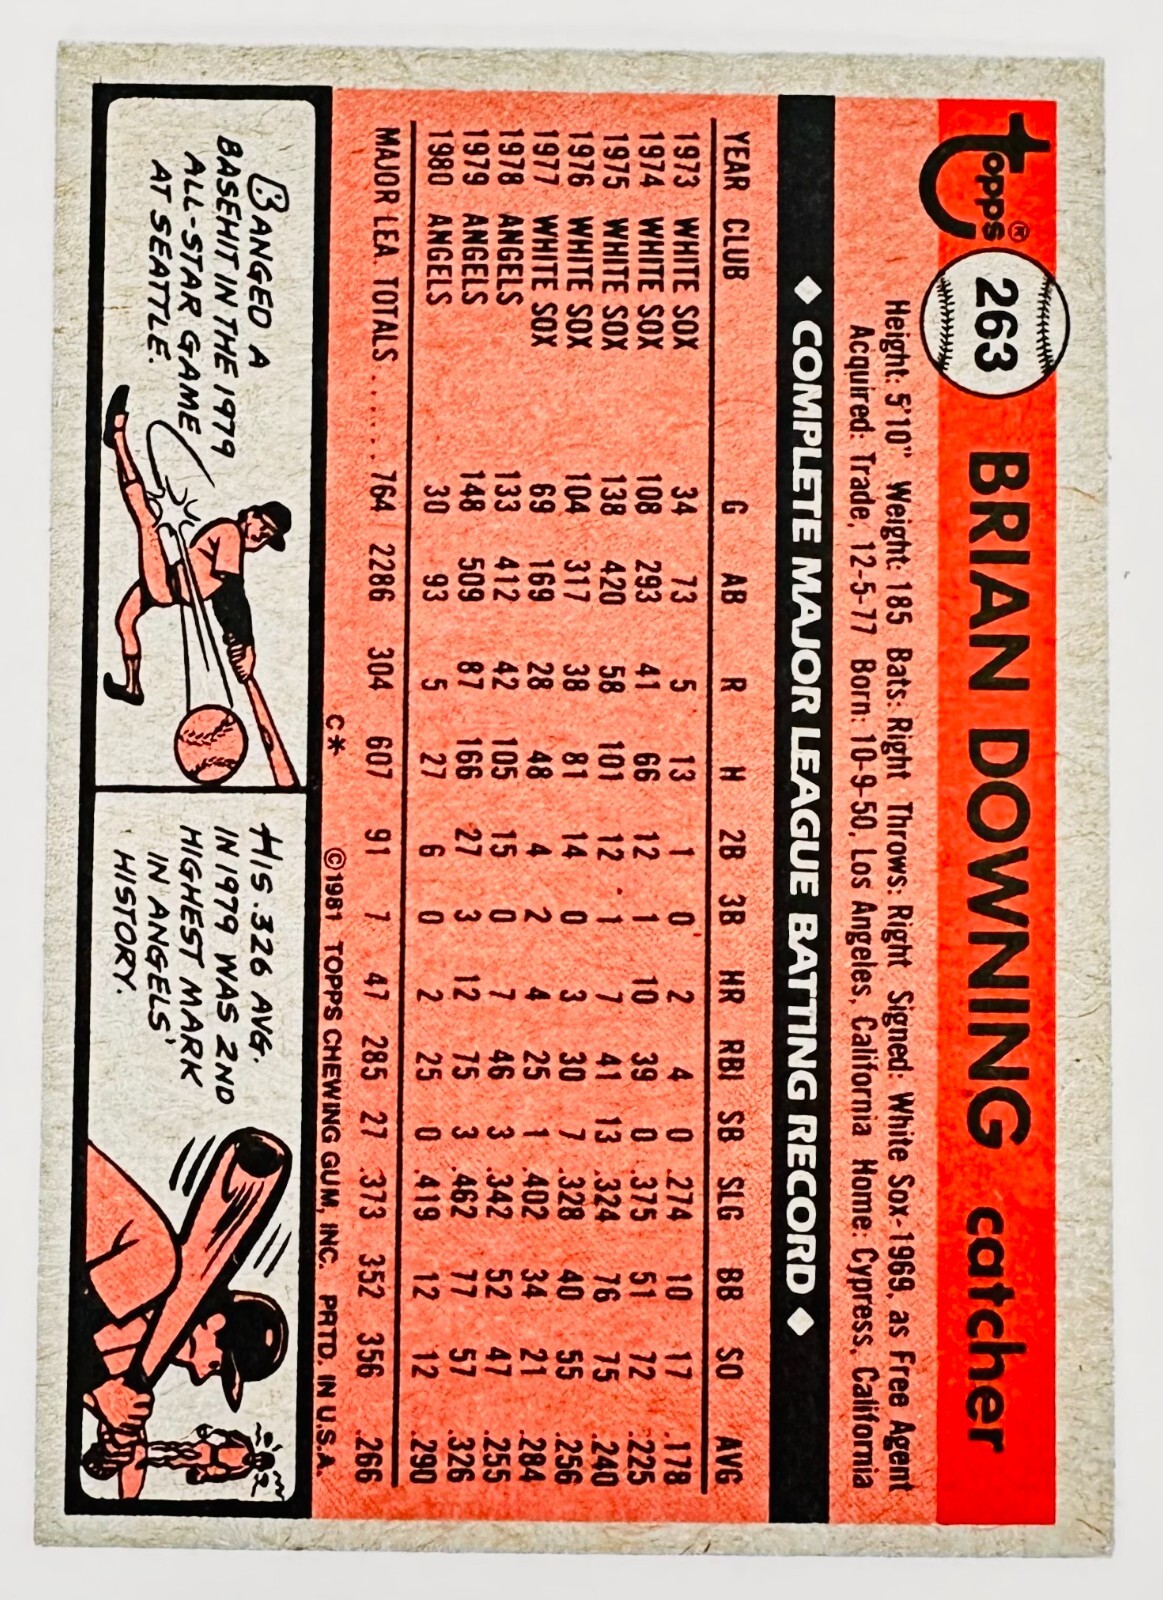 topps® 263 BRIAN DOWNING catcher
Height: 5'10" Weight: 185 Bats: Right Throws: Right Signed: White Sox-1969, as Free Agent
Acquired: Trade, 12-5-77 Born: 10-9-50, Los Angeles, California Home: Cypress, California
◆ COMPLETE MAJOR LEAGUE BATTING RECORD ◆
YEAR CLUB G AB R H 2B 3B HR RBI SB SLG BB SO AVG
1973 WHITE SOX 34 73 5 13 1 0 2 4 0 .274 10 17 .178
1974 WHITE SOX 108 293 41 66 12 1 10 39 0 .375 51 72 .225
1975 WHITE SOX 138 420 58 101 12 1 7 41 13 .324 76 75 .240
1976 WHITE SOX 104 317 38 81 14 0 3 30 7 .328 40 55 .256
1977 WHITE SOX 69 169 28 48 4 2 4 25 1 .402 34 21 .284
1978 ANGELS 133 412 42 105 15 0 7 46 3 .342 52 47 .255
1979 ANGELS 148 509 87 166 27 3 12 75 3 .462 77 57 .326
1980 ANGELS 30 93 5 27 6 0 2 25 0 .419 12 12 .290
MAJOR LEA TOTALS...... 764 2286 304 607 91 7 47 285 27 .373 352 356 .266
C* ©1981 TOPPS CHEWING GUM, INC. PRTD. IN U.S.A.
BANGED A
BASEHIT IN THE 1979
ALL-STAR GAME
AT SEATTLE.
HIS .326 AVG.
IN 1979 WAS 2ND
HIGHEST MARK
IN ANGELS'
HISTORY.